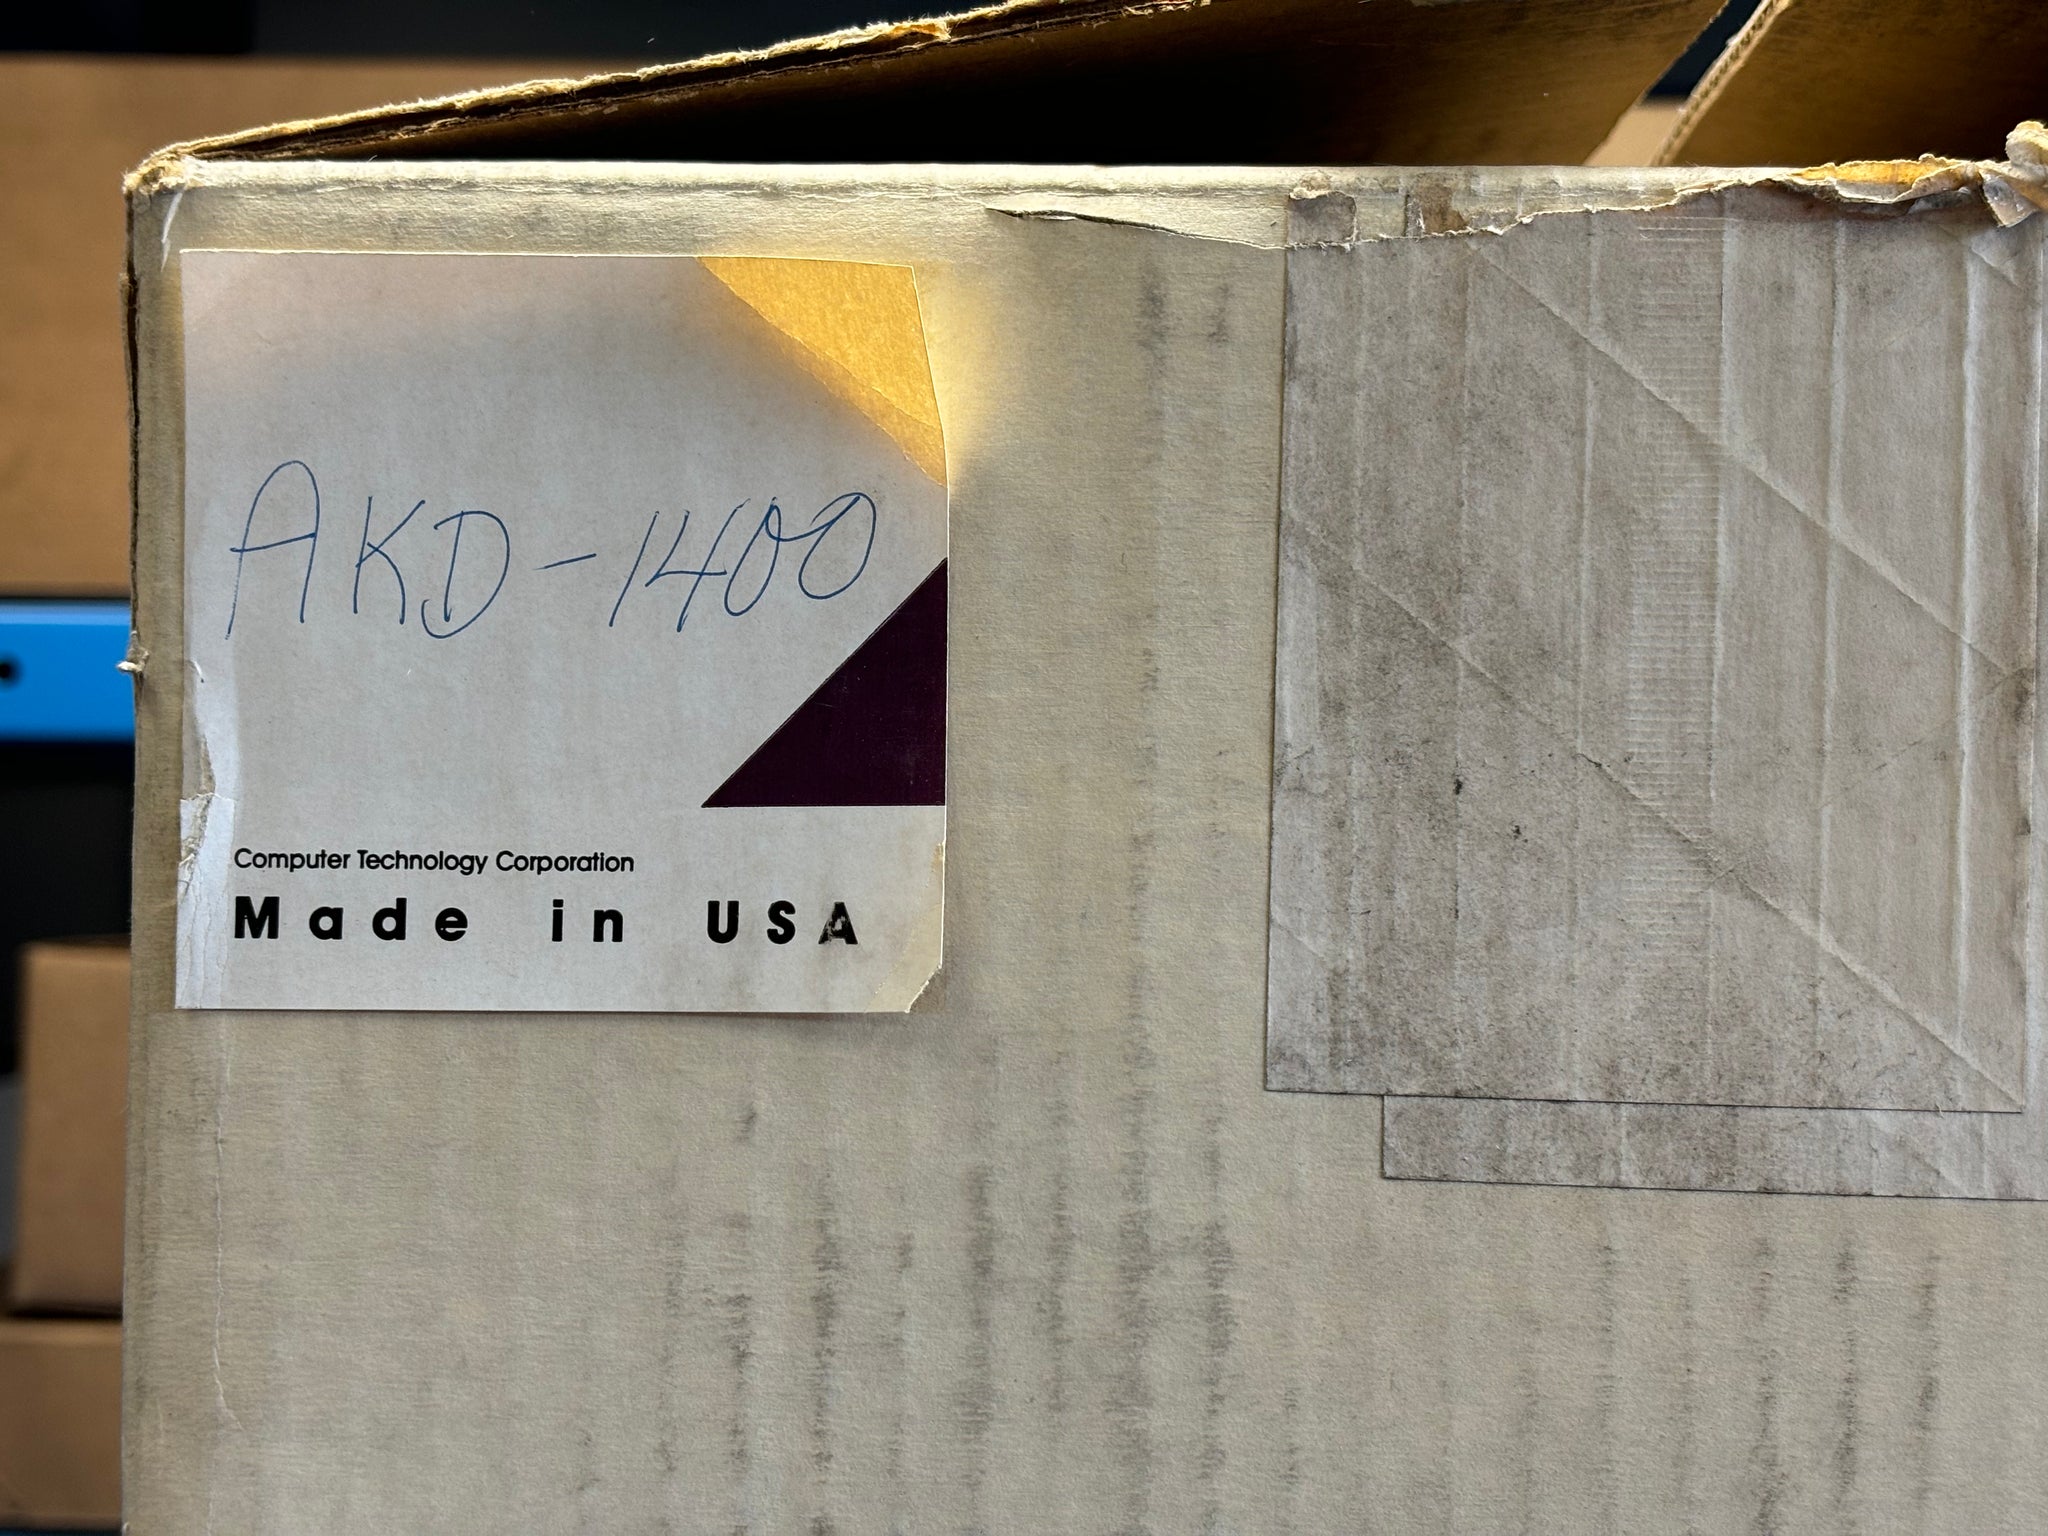 AKD-1400
Computer Technology Corporation
Made in USA